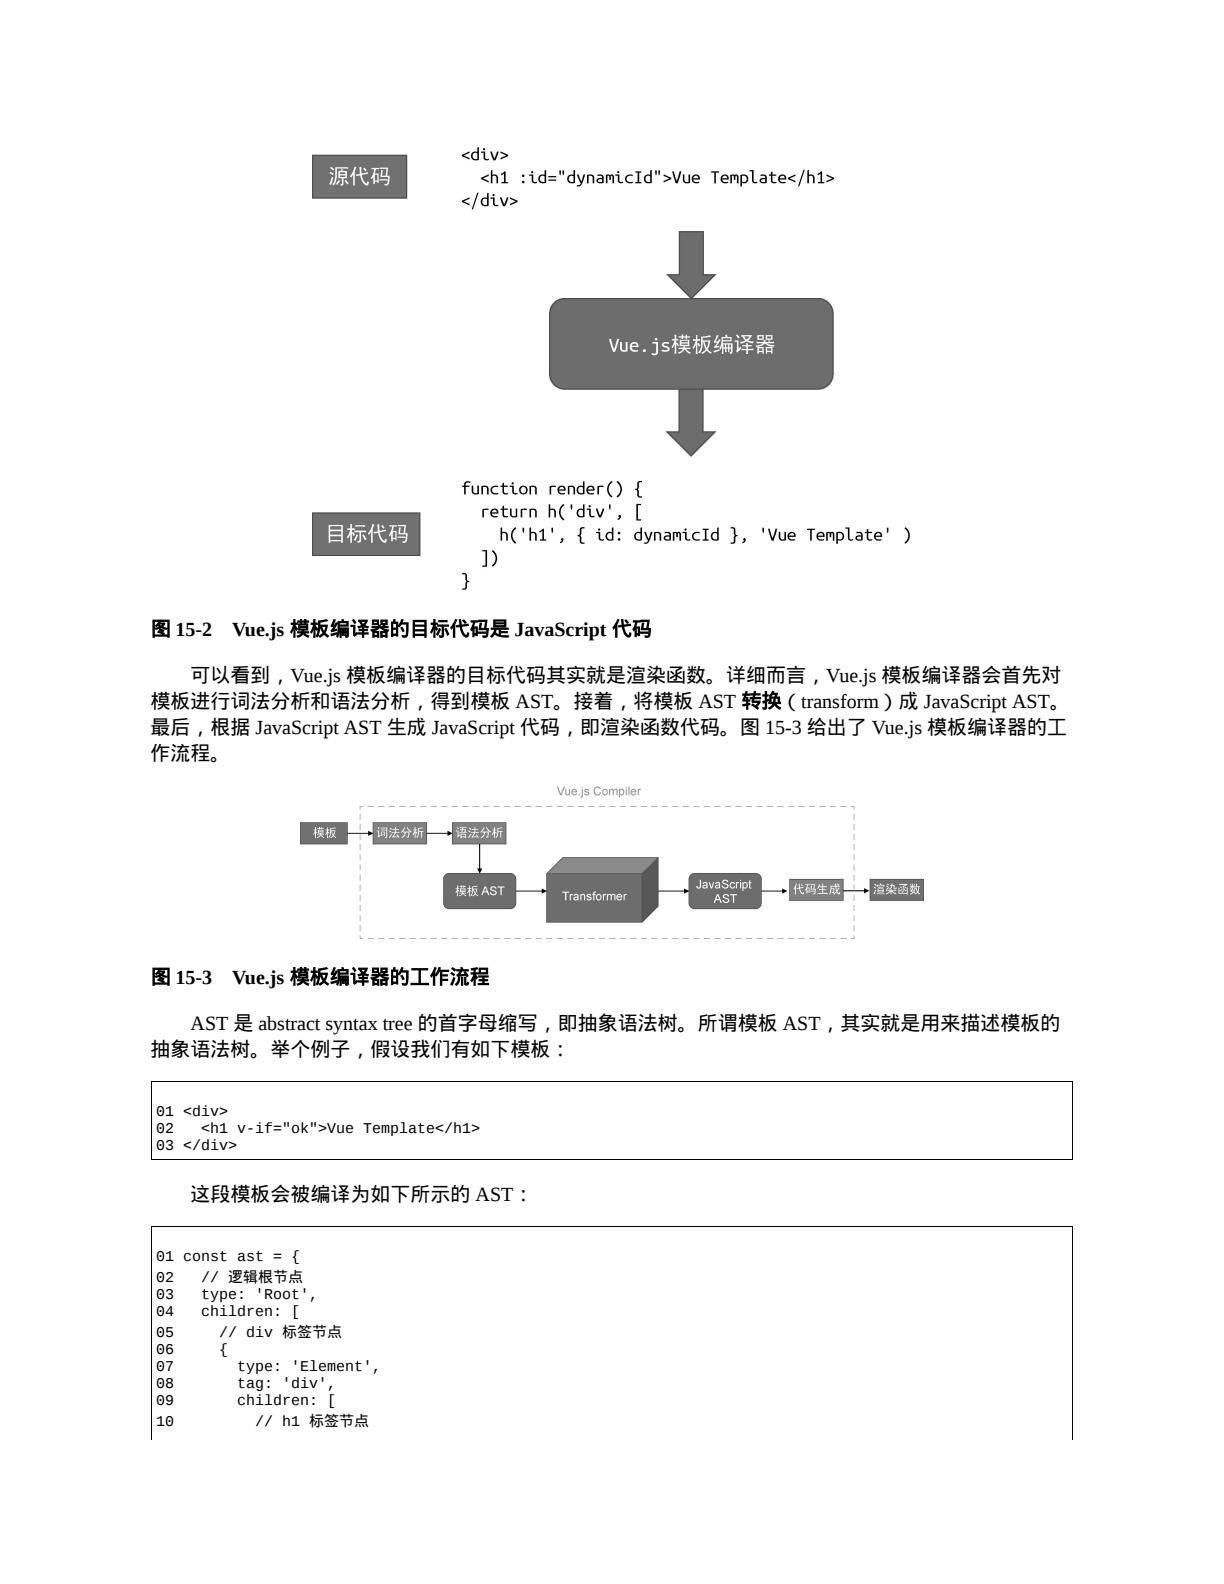 源代码
<div>
  <h1 :id="dynamicId">Vue Template</h1>
</div>
Vue.js模板编译器
目标代码
function render() {
  return h('div', [
    h('h1', { id: dynamicId }, 'Vue Template' )
  ])
}
图 15-2　Vue.js 模板编译器的目标代码是 JavaScript 代码
可以看到，Vue.js 模板编译器的目标代码其实就是渲染函数。详细而言，Vue.js 模板编译器会首先对
模板进行词法分析和语法分析，得到模板 AST。接着，将模板 AST 转换（transform）成 JavaScript AST。
最后，根据 JavaScript AST 生成 JavaScript 代码，即渲染函数代码。图 15-3 给出了 Vue.js 模板编译器的工
作流程。
Vue.js Compiler
模板
词法分析
语法分析
模板 AST
Transformer
JavaScript
AST
代码生成
渲染函数
图 15-3　Vue.js 模板编译器的工作流程
AST 是 abstract syntax tree 的首字母缩写，即抽象语法树。所谓模板 AST，其实就是用来描述模板的
抽象语法树。举个例子，假设我们有如下模板：
01 <div>
02   <h1 v-if="ok">Vue Template</h1>
03 </div>
这段模板会被编译为如下所示的 AST：
01 const ast = {
02   // 逻辑根节点
03   type: 'Root',
04   children: [
05     // div 标签节点
06     {
07       type: 'Element',
08       tag: 'div',
09       children: [
10         // h1 标签节点